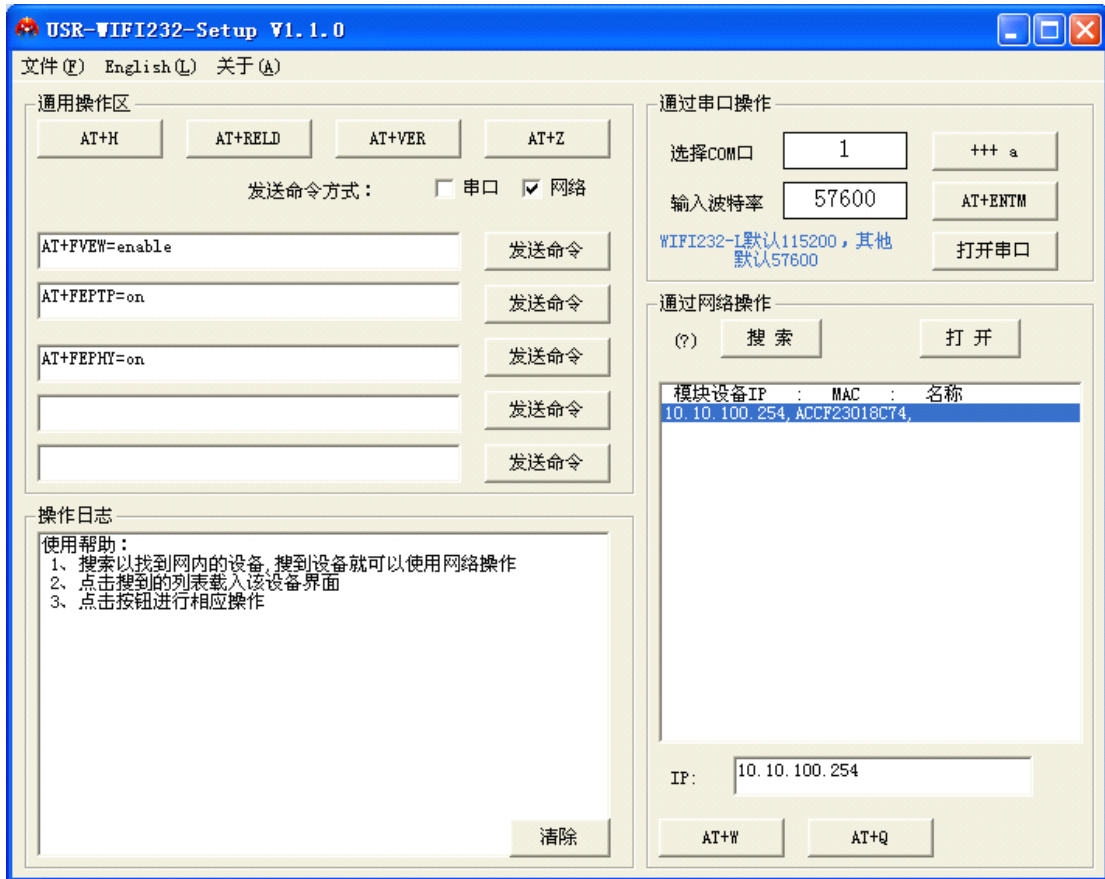 USR-WIFI232-Setup V1.1.0
文件(F) English(L) 关于(A)
通用操作区
AT+H AT+RELD AT+VER AT+Z
发送命令方式： 串口 网络
AT+FVEW=enable 发送命令
AT+FEPTP=on 发送命令
AT+FEPHY=on 发送命令
发送命令
发送命令
操作日志
使用帮助：
1、搜索以找到网内的设备,搜到设备就可以使用网络操作
2、点击搜到的列表载入该设备界面
3、点击按钮进行相应操作
清除
通过串口操作
选择COM口 1 +++ a
输入波特率 57600 AT+ENTM
WIFI232-L默认115200，其他
默认57600
打开串口
通过网络操作
(?) 搜 索 打 开
模块设备IP : MAC : 名称
10.10.100.254,ACCF23018C74,
IP: 10.10.100.254
AT+W AT+Q